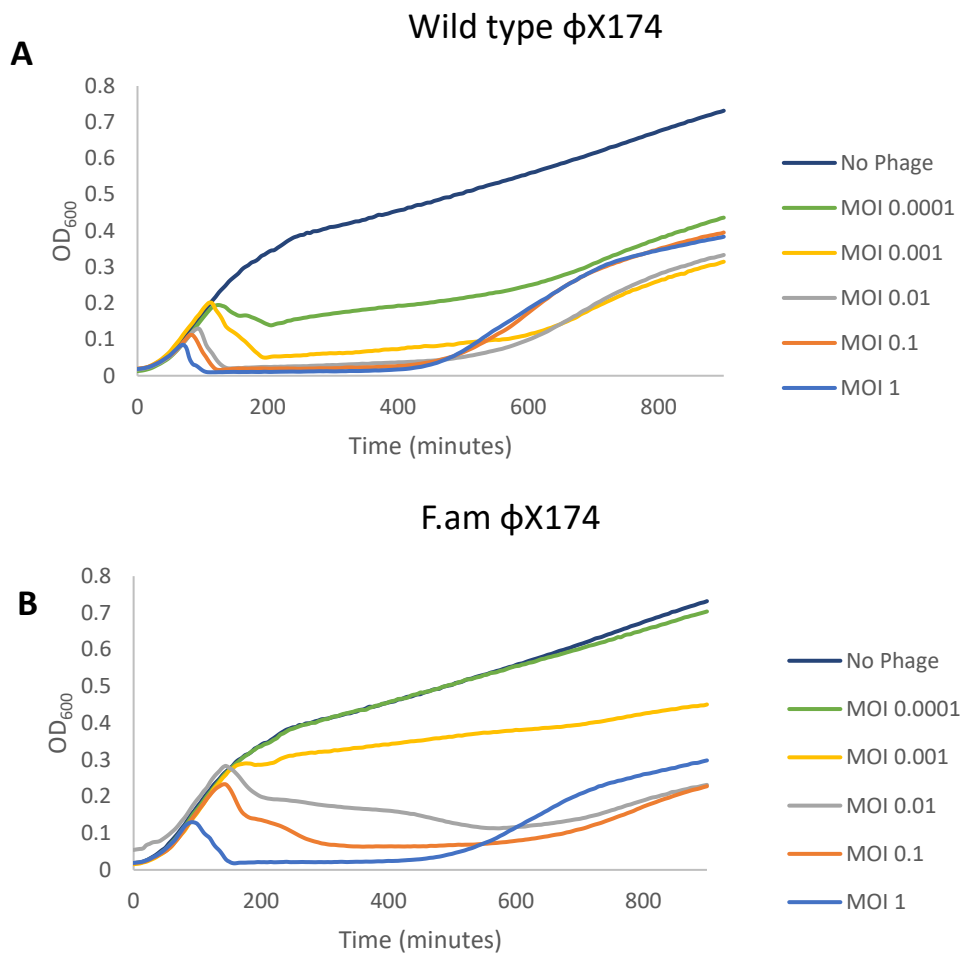 Wild type ϕX174
A
0.8
0.7
0.6
0.5
0.4
0.3
0.2
0.1
0
OD600
0 200 400 600 800
Time (minutes)
No Phage
MOI 0.0001
MOI 0.001
MOI 0.01
MOI 0.1
MOI 1
F.am ϕX174
B
0.8
0.7
0.6
0.5
0.4
0.3
0.2
0.1
0
OD600
0 200 400 600 800
Time (minutes)
No Phage
MOI 0.0001
MOI 0.001
MOI 0.01
MOI 0.1
MOI 1